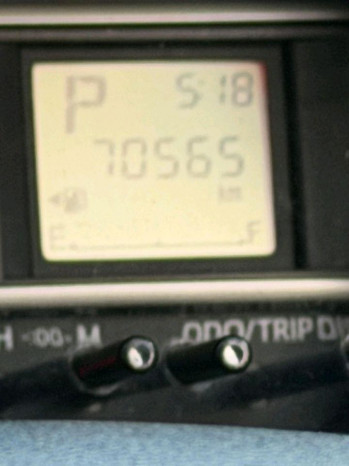 P 5:18
70565
km
E F
H -:00- M ODO/TRIP